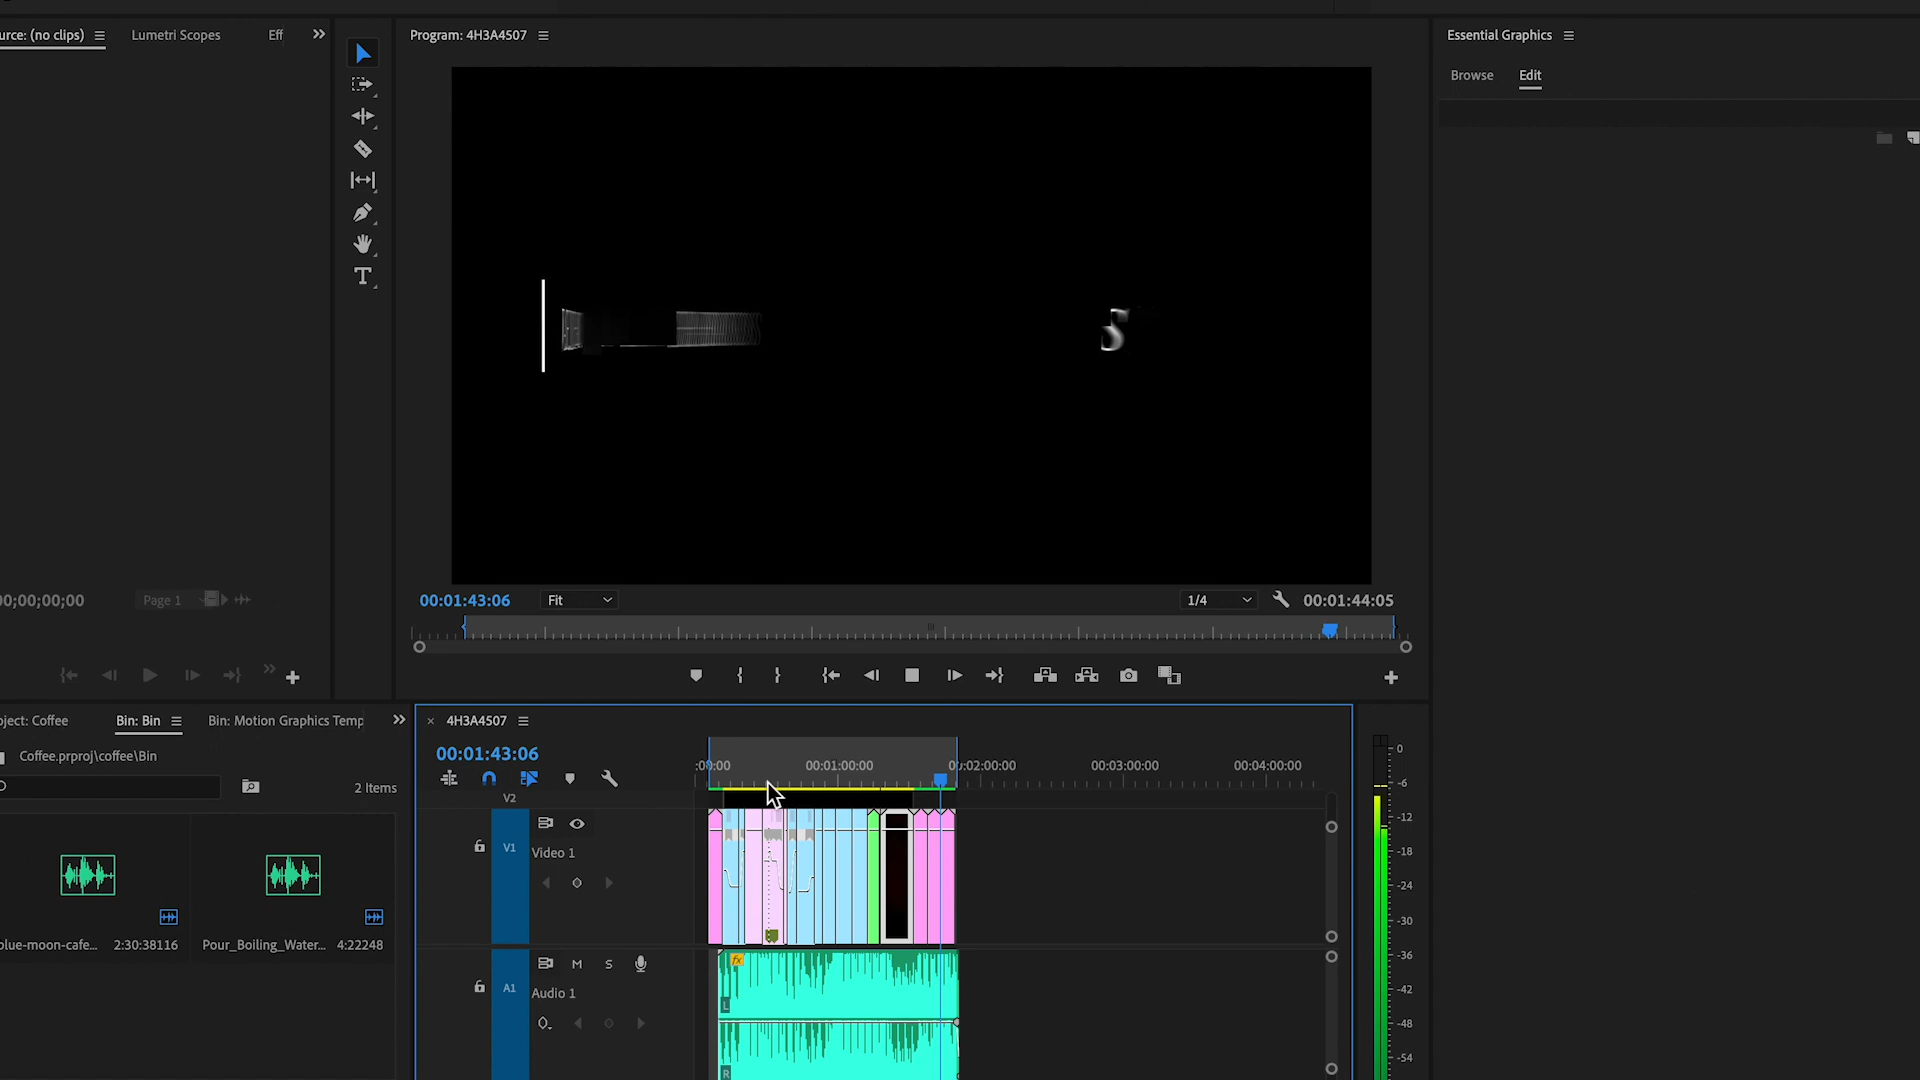 urce: (no clips)
Lumetri Scopes
Eff
Program: 4H3A4507
Essential Graphics
Browse
Edit
T
S
00;00;00;00
Page 1
00:01:43:06
Fit
1/4
00:01:44:05
oject: Coffee
Bin: Bin
Bin: Motion Graphics Temp
4H3A4507
Coffee.prproj\coffee\Bin
2 Items
00:01:43:06
:00:00
00:01:00:00
00:02:00:00
00:03:00:00
00:04:00:00
V2
V1
Video 1
blue-moon-cafe...
2:30:38116
Pour_Boiling_Water...
4:22248
M
S
A1
Audio 1
fx
L
R
0
-6
-12
-18
-24
-30
-36
-42
-48
-54